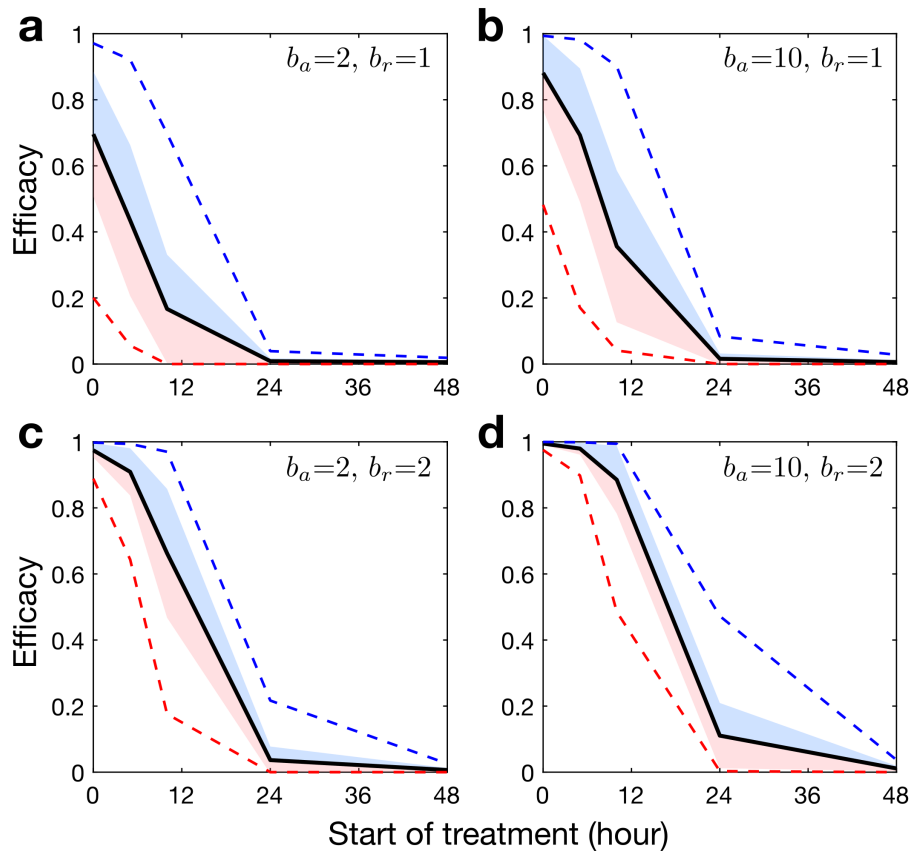 a
b
1
0.8
0.6
0.4
0.2
0
b_a=2, b_r=1
1
0.8
0.6
0.4
0.2
0
b_a=10, b_r=1
Efficacy
0 12 24 36 48
0 12 24 36 48
c
d
1
0.8
0.6
0.4
0.2
0
b_a=2, b_r=2
1
0.8
0.6
0.4
0.2
0
b_a=10, b_r=2
Efficacy
0 12 24 36 48
0 12 24 36 48
Start of treatment (hour)